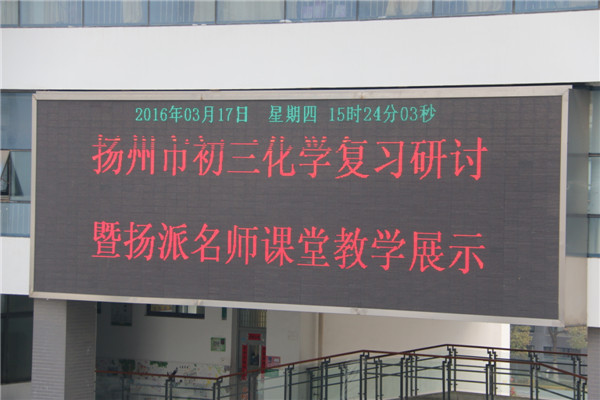 2016年03月17日 星期四 15时24分03秒
扬州市初三化学复习研讨
暨扬派名师课堂教学展示